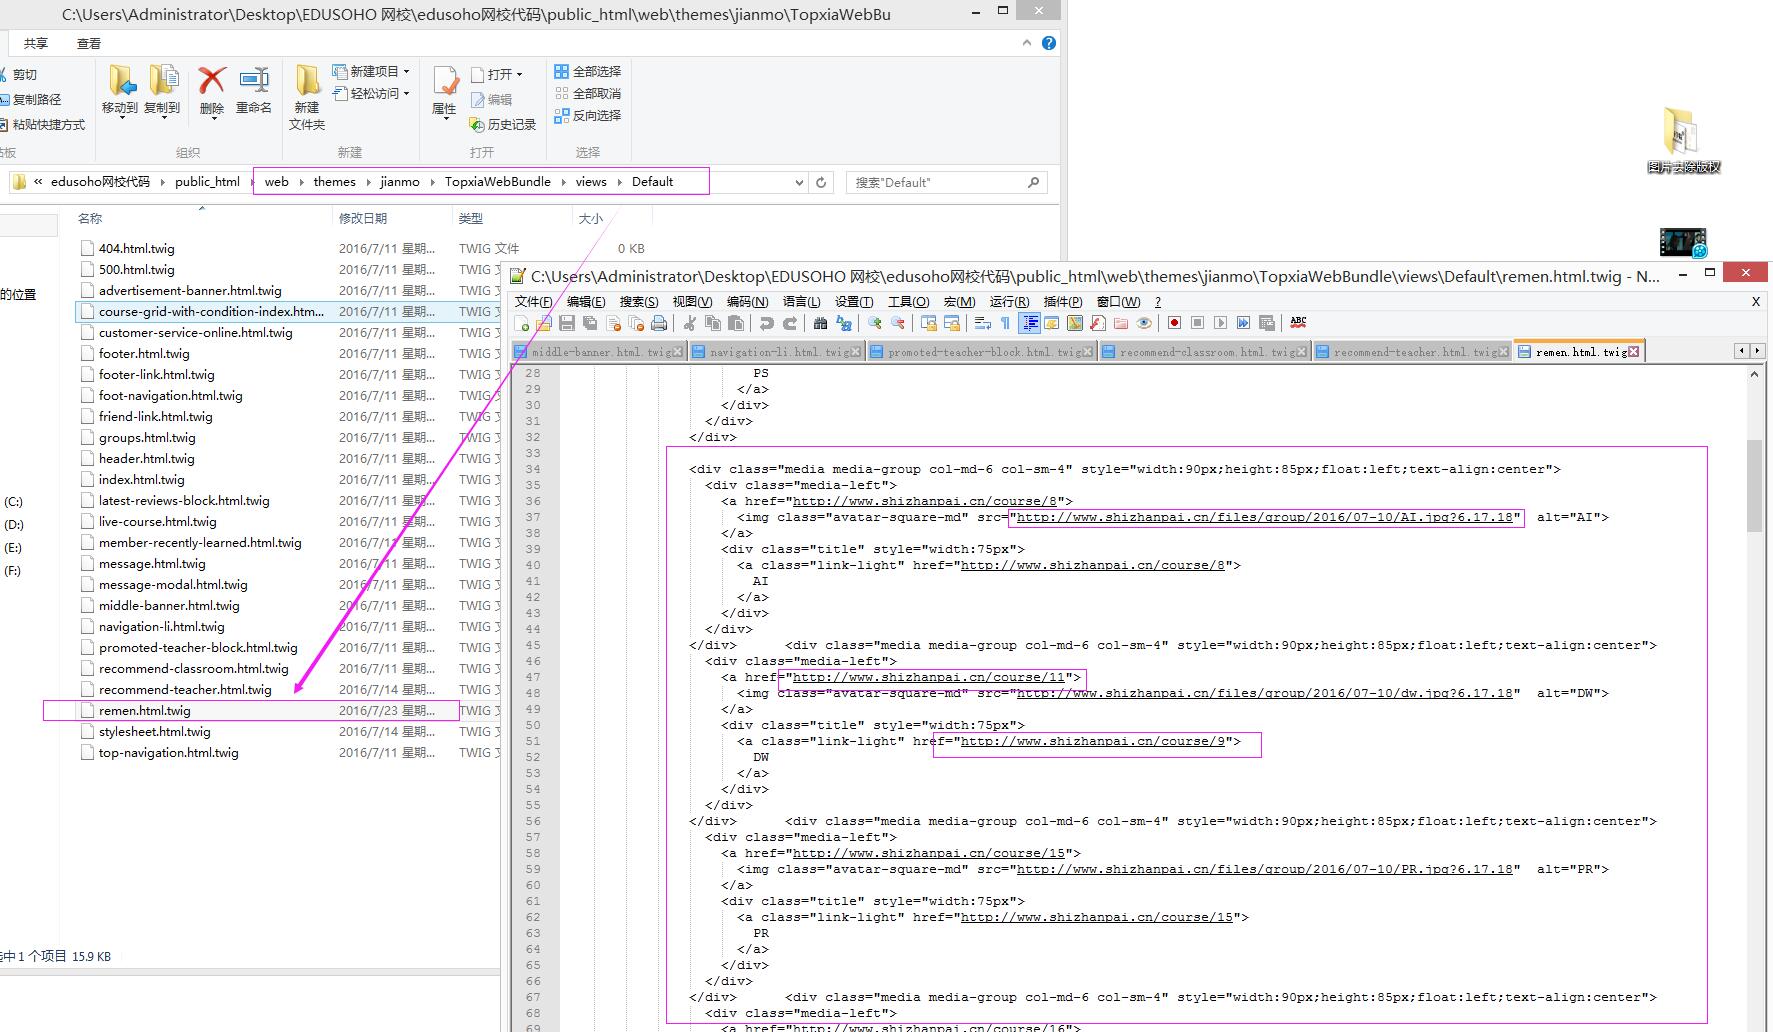 C:\Users\Administrator\Desktop\EDUSOHO 网校\edusoho网校代码\public_html\web\themes\jianmo\TopxiaWebBu
共享 查看
剪切
复制路径
粘贴快捷方式
移动到 复制到 删除 重命名
新建
文件夹
新建项目
轻松访问
属性
打开
编辑
历史记录
全部选择
全部取消
反向选择
板 组织 新建 打开 选择
« edusoho网校代码 public_html web themes jianmo TopxiaWebBundle views Default
搜索"Default"
名称 修改日期 类型 大小
404.html.twig 2016/7/11 星期... TWIG 文件 0 KB
500.html.twig 2016/7/11 星期... TWIG
advertisement-banner.html.twig 2016/7/11 星期... TWIG
course-grid-with-condition-index.htm... 2016/7/11 星期... TWIG
customer-service-online.html.twig 2016/7/11 星期... TWIG
footer.html.twig 2016/7/11 星期... TWIG
footer-link.html.twig 2016/7/11 星期... TWIG
foot-navigation.html.twig 2016/7/11 星期... TWIG
friend-link.html.twig 2016/7/11 星期... TWIG
groups.html.twig 2016/7/11 星期... TWIG
header.html.twig 2016/7/11 星期... TWIG
index.html.twig 2016/7/11 星期... TWIG
latest-reviews-block.html.twig 2016/7/11 星期... TWIG
live-course.html.twig 2016/7/11 星期... TWIG
member-recently-learned.html.twig 2016/7/11 星期... TWIG
message.html.twig 2016/7/11 星期... TWIG
message-modal.html.twig 2016/7/11 星期... TWIG
middle-banner.html.twig 2016/7/11 星期... TWIG
navigation-li.html.twig 2016/7/11 星期... TWIG
promoted-teacher-block.html.twig 2016/7/11 星期... TWIG
recommend-classroom.html.twig 2016/7/11 星期... TWIG
recommend-teacher.html.twig 2016/7/14 星期... TWIG
remen.html.twig 2016/7/23 星期... TWIG
stylesheet.html.twig 2016/7/14 星期... TWIG
top-navigation.html.twig 2016/7/11 星期... TWIG
的位置
(C:)
(D:)
(E:)
(F:)
选中 1 个项目 15.9 KB
图片去除版权
C:\Users\Administrator\Desktop\EDUSOHO 网校\edusoho网校代码\public_html\web\themes\jianmo\TopxiaWebBundle\views\Default\remen.html.twig - N...
文件(F) 编辑(E) 搜索(S) 视图(V) 编码(N) 语言(L) 设置(T) 工具(O) 宏(M) 运行(R) 插件(P) 窗口(W) ? X
ABC
middle-banner.html.twig navigation-li.html.twig promoted-teacher-block.html.twig recommend-classroom.html.twig recommend-teacher.html.twig remen.html.twig
28 PS
29 </a>
30 </div>
31 </div>
32 </div>
33
34 <div class="media media-group col-md-6 col-sm-4" style="width:90px;height:85px;float:left;text-align:center">
35 <div class="media-left">
36 <a href="http://www.shizhanpai.cn/course/8">
37 <img class="avatar-square-md" src="http://www.shizhanpai.cn/files/group/2016/07-10/AI.jpg?6.17.18" alt="AI">
38 </a>
39 <div class="title" style="width:75px">
40 <a class="link-light" href="http://www.shizhanpai.cn/course/8">
41 AI
42 </a>
43 </div>
44 </div>
45 </div> <div class="media media-group col-md-6 col-sm-4" style="width:90px;height:85px;float:left;text-align:center">
46 <div class="media-left">
47 <a href="http://www.shizhanpai.cn/course/11">
48 <img class="avatar-square-md" src="http://www.shizhanpai.cn/files/group/2016/07-10/dw.jpg?6.17.18" alt="DW">
49 </a>
50 <div class="title" style="width:75px">
51 <a class="link-light" href="http://www.shizhanpai.cn/course/9">
52 DW
53 </a>
54 </div>
55 </div>
56 </div> <div class="media media-group col-md-6 col-sm-4" style="width:90px;height:85px;float:left;text-align:center">
57 <div class="media-left">
58 <a href="http://www.shizhanpai.cn/course/15">
59 <img class="avatar-square-md" src="http://www.shizhanpai.cn/files/group/2016/07-10/PR.jpg?6.17.18" alt="PR">
60 </a>
61 <div class="title" style="width:75px">
62 <a class="link-light" href="http://www.shizhanpai.cn/course/15">
63 PR
64 </a>
65 </div>
66 </div>
67 </div> <div class="media media-group col-md-6 col-sm-4" style="width:90px;height:85px;float:left;text-align:center">
68 <div class="media-left">
69 <a href="http://www.shizhanpai.cn/course/16">